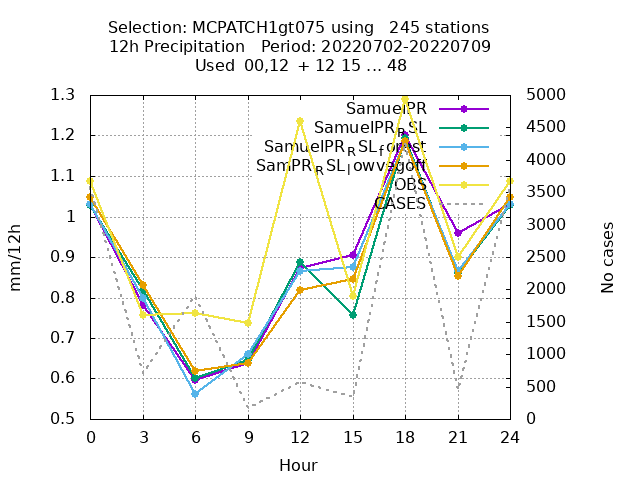 Selection: MCPATCH1gt075 using 245 stations
12h Precipitation Period: 20220702-20220709
Used 00,12 + 12 15 ... 48
SamuelPR
SamuelPR_RSL
SamuelPR_RSL_forest
SamPR_RSL_lowvegoff
OBS
CASES
mm/12h
1.3
1.2
1.1
1
0.9
0.8
0.7
0.6
0.5
No cases
5000
4500
4000
3500
3000
2500
2000
1500
1000
500
0
0 3 6 9 12 15 18 21 24
Hour